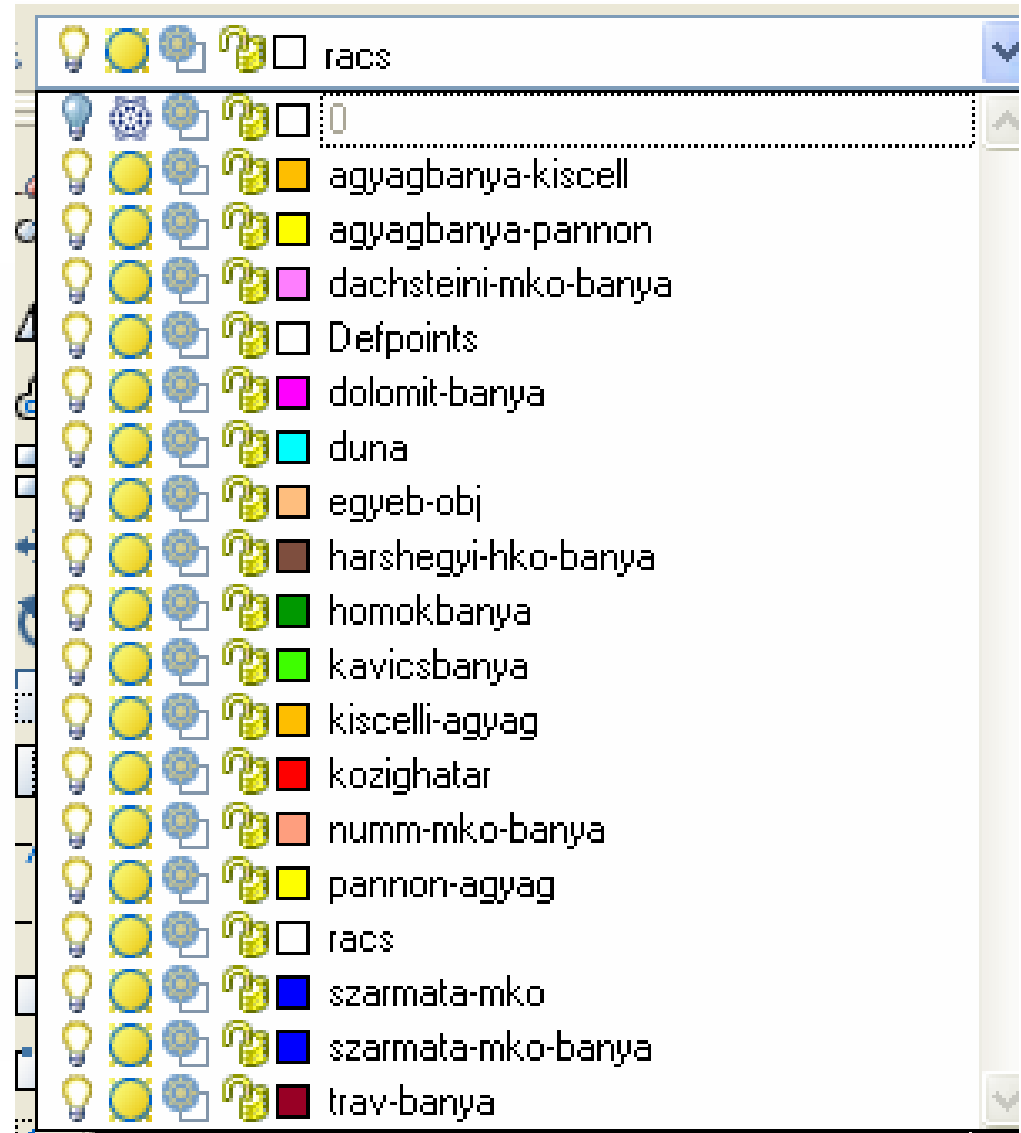 racs
0
agyagbanya-kiscell
agyagbanya-pannon
dachsteini-mko-banya
Defpoints
dolomit-banya
duna
egyeb-obj
harshegyi-hko-banya
homokbanya
kavicsbanya
kiscelli-agyag
kozighatar
numm-mko-banya
pannon-agyag
racs
szarmata-mko
szarmata-mko-banya
trav-banya